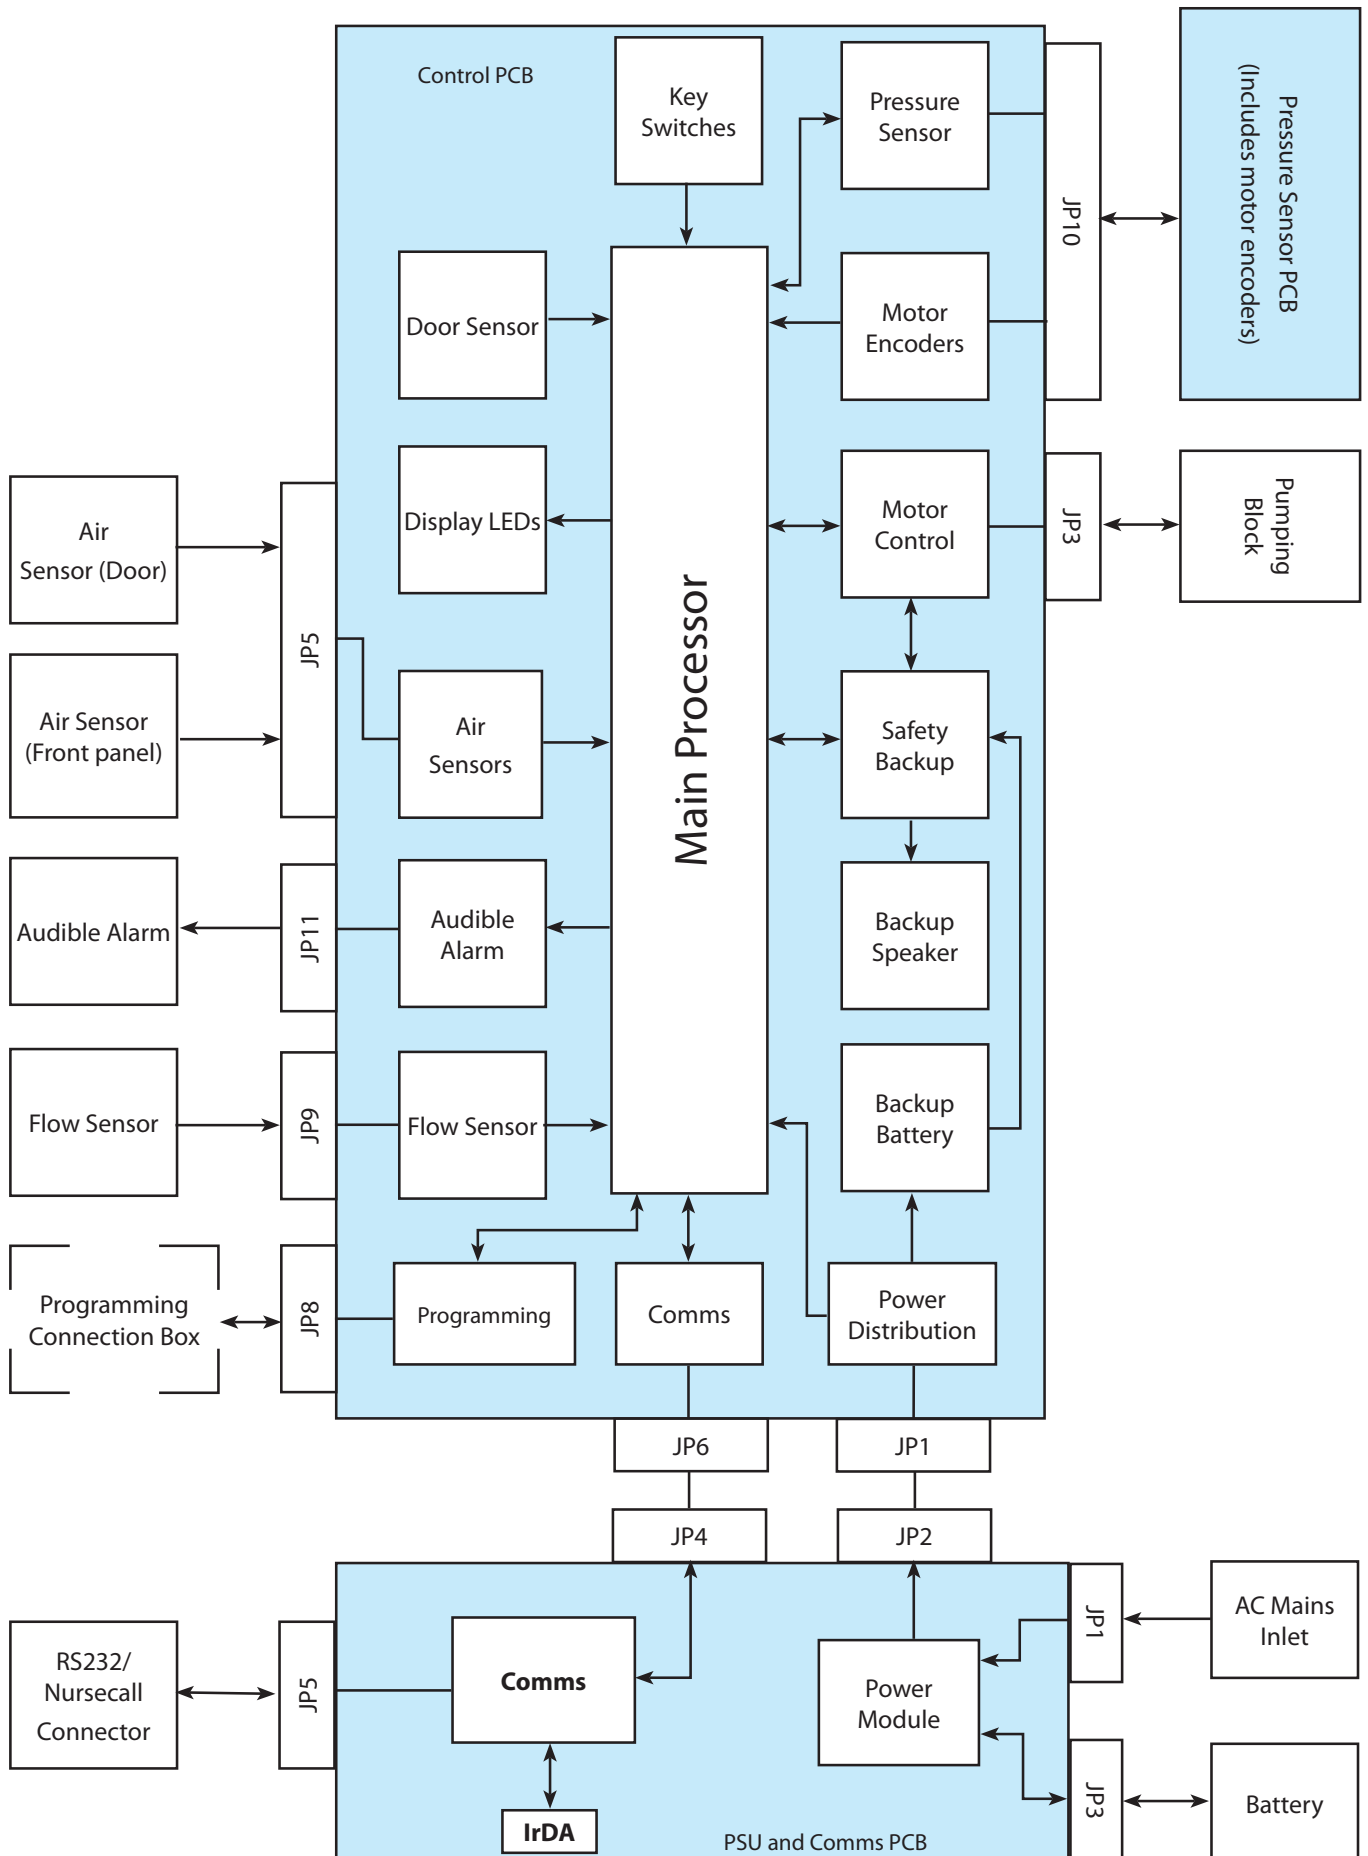 Control PCB
Key
Switches
Pressure
Sensor
JP10
Pressure Sensor PCB
(Includes motor encoders)
Door Sensor
Motor
Encoders
Display LEDs
Motor
Control
JP3
Pumping
Block
Air
Sensor (Door)
JP5
Air Sensor
(Front panel)
Air
Sensors
Main Processor
Safety
Backup
Audible Alarm
JP11
Audible
Alarm
Backup
Speaker
Flow Sensor
JP9
Flow Sensor
Backup
Battery
Programming
Connection Box
JP8
Programming
Comms
Power
Distribution
JP6
JP1
JP4
JP2
RS232/
Nursecall
Connector
JP5
Comms
IrDA
Power
Module
JP1
AC Mains
Inlet
JP3
Battery
PSU and Comms PCB